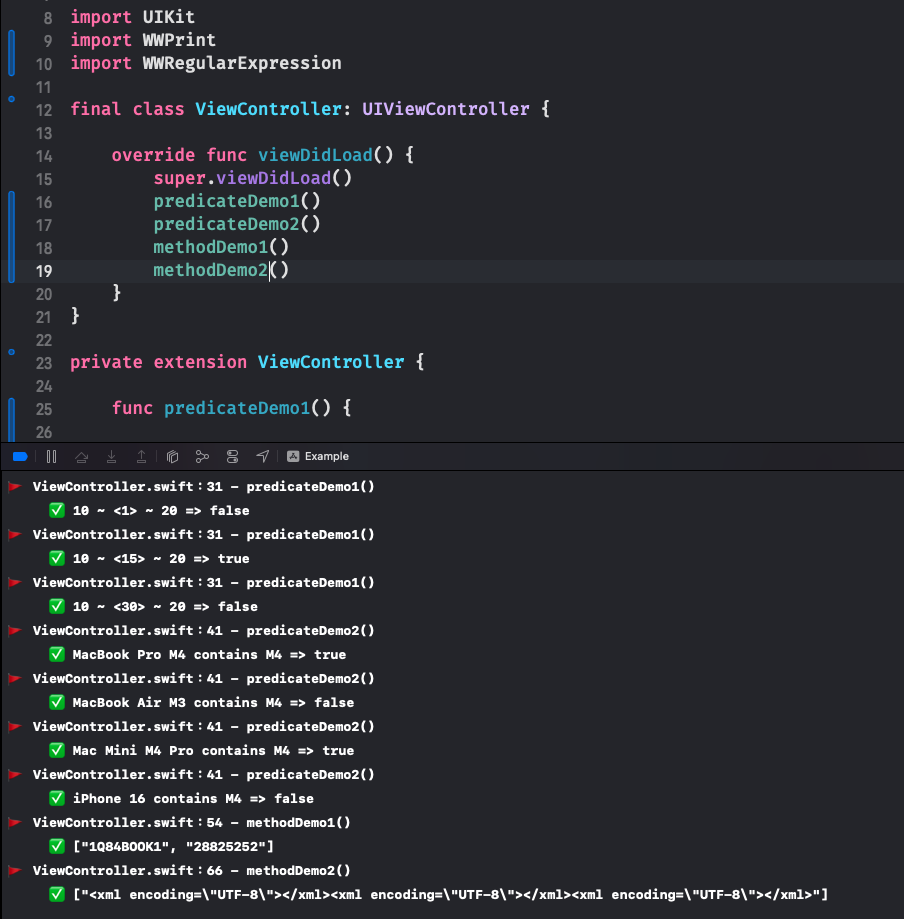 8 import UIKit
9 import WWPrint
10 import WWRegularExpression
11
12 final class ViewController: UIViewController {
13
14     override func viewDidLoad() {
15         super.viewDidLoad()
16         predicateDemo1()
17         predicateDemo2()
18         methodDemo1()
19         methodDemo2()
20     }
21 }
22
23 private extension ViewController {
24
25     func predicateDemo1() {
26
Example
ViewController.swift:31 - predicateDemo1()
✅ 10 ~ <1> ~ 20 => false
ViewController.swift:31 - predicateDemo1()
✅ 10 ~ <15> ~ 20 => true
ViewController.swift:31 - predicateDemo1()
✅ 10 ~ <30> ~ 20 => false
ViewController.swift:41 - predicateDemo2()
✅ MacBook Pro M4 contains M4 => true
ViewController.swift:41 - predicateDemo2()
✅ MacBook Air M3 contains M4 => false
ViewController.swift:41 - predicateDemo2()
✅ Mac Mini M4 Pro contains M4 => true
ViewController.swift:41 - predicateDemo2()
✅ iPhone 16 contains M4 => false
ViewController.swift:54 - methodDemo1()
✅ ["1Q84BOOK1", "28825252"]
ViewController.swift:66 - methodDemo2()
✅ ["<xml encoding=\"UTF-8\"></xml><xml encoding=\"UTF-8\"></xml><xml encoding=\"UTF-8\"></xml>"]